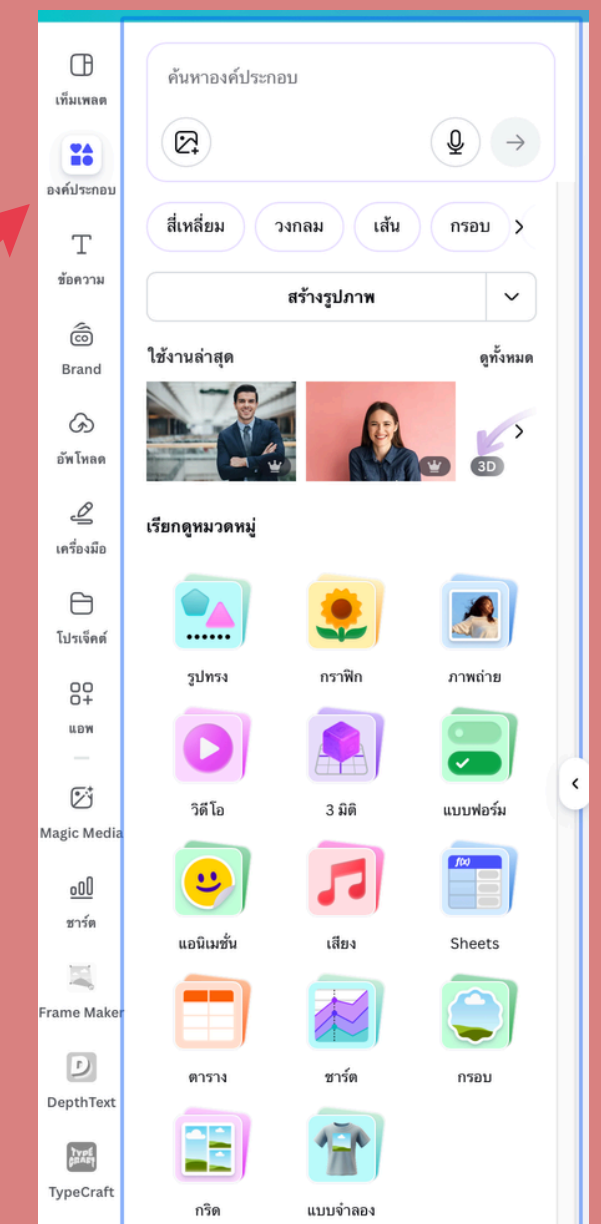 เท็มเพลต
องค์ประกอบ
ข้อความ
Brand
อัพโหลด
เครื่องมือ
โปรเจ็คต์
แอพ
Magic Media
ชาร์ต
Frame Maker
DepthText
TypeCraft
ค้นหาองค์ประกอบ
สี่เหลี่ยม วงกลม เส้น กรอบ
สร้างรูปภาพ
ใช้งานล่าสุด ดูทั้งหมด
3D
เรียกดูหมวดหมู่
รูปทรง กราฟิก ภาพถ่าย
วิดีโอ 3 มิติ แบบฟอร์ม
f(x)
แอนิเมชั่น เสียง Sheets
ตาราง ชาร์ต กรอบ
กริด แบบจำลอง